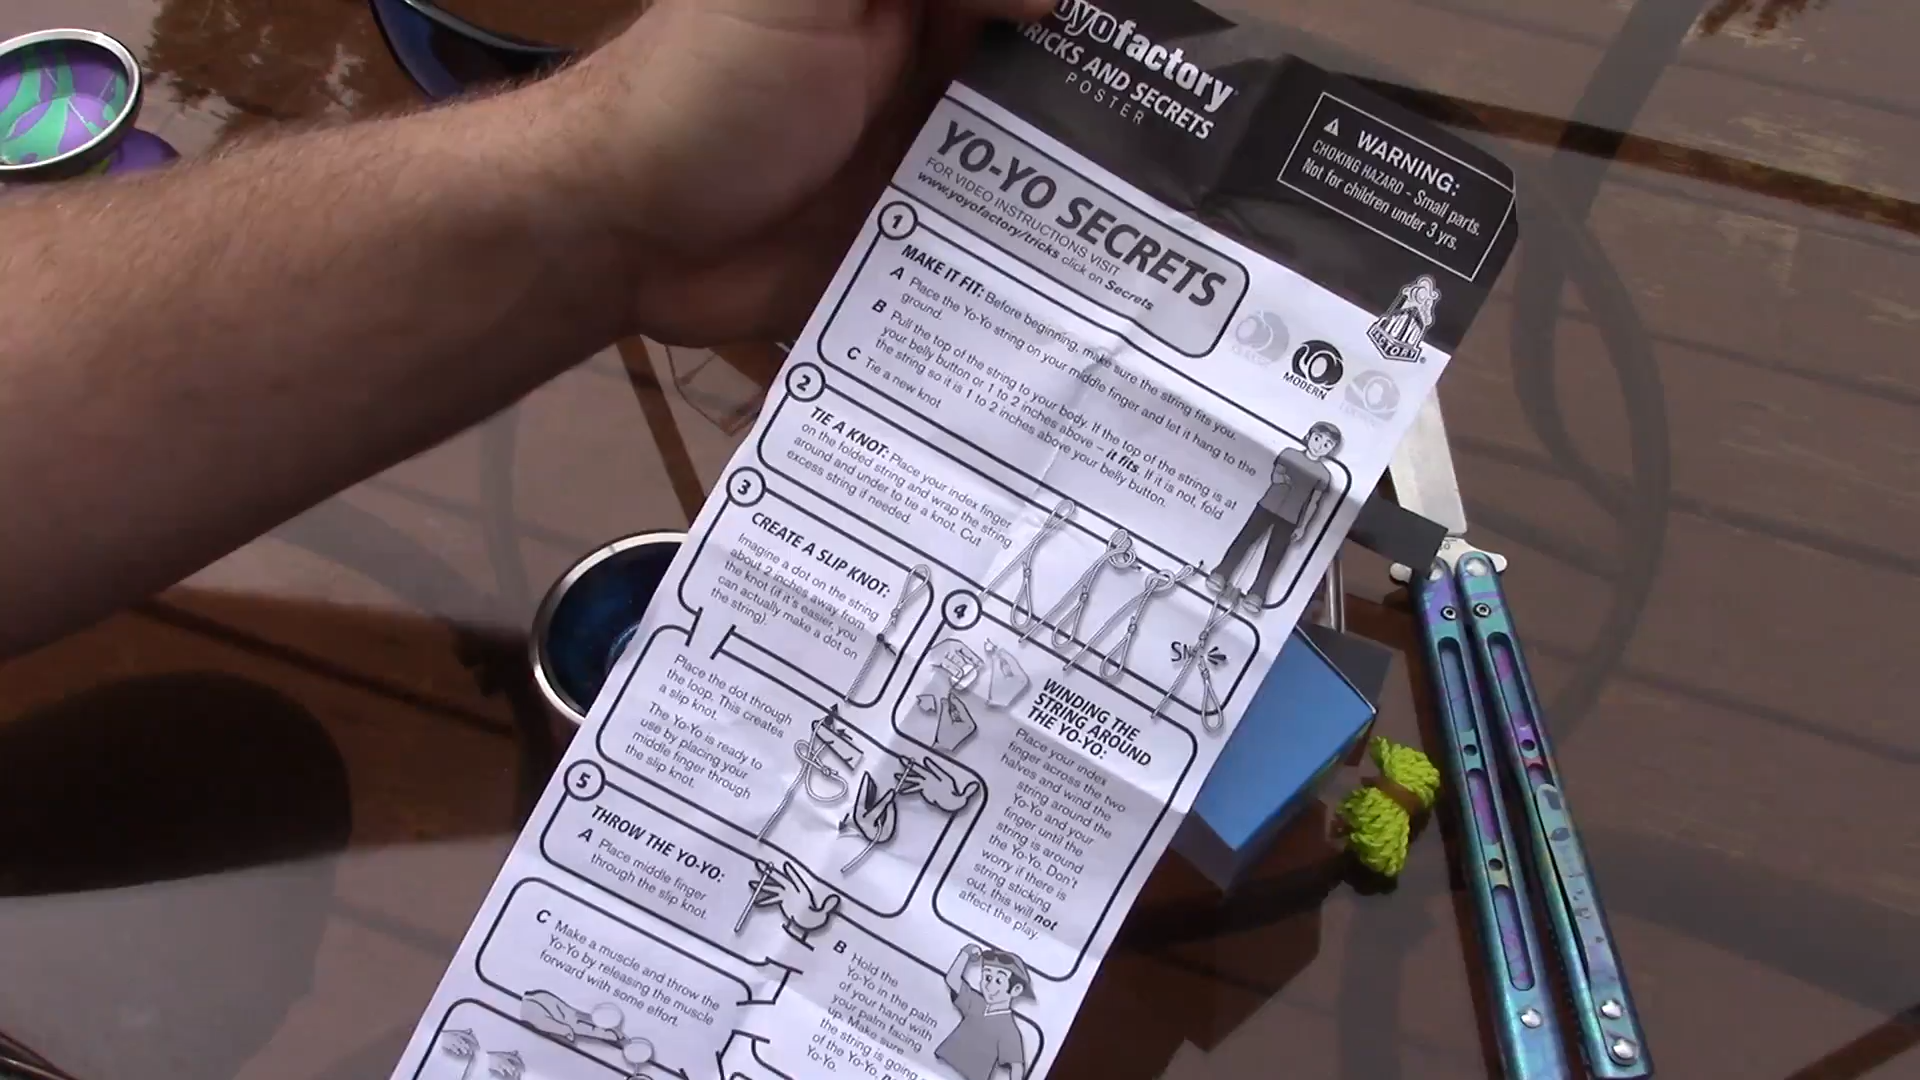 yoyofactory
TRICKS AND SECRETS
POSTER
WARNING:
CHOKING HAZARD - Small parts.
Not for children under 3 yrs.
YO-YO SECRETS
FOR VIDEO INSTRUCTIONS VISIT
www.yoyofactory/tricks click on Secrets
MODERN
YOYO
FACTORY
1
MAKE IT FIT: Before beginning, make sure the string fits you.
A Place the Yo-Yo string on your middle finger and let it hang to the
ground.
B Pull the top of the string to your body. If the top of the string is at
your belly button or 1 to 2 inches above – it fits. If it is not, fold
the string so it is 1 to 2 inches above your belly button.
C Tie a new knot
2
TIE A KNOT: Place your index finger
on the folded string and wrap the string
around and under to tie a knot. Cut
excess string if needed.
3
CREATE A SLIP KNOT:
Imagine a dot on the string
about 2 inches away from
the knot (if it's easier, you
can actually make a dot on
the string).
Place the dot through
the loop. This creates
a slip knot.
The Yo-Yo is ready to
use by placing your
middle finger through
the slip knot.
4
WINDING THE
STRING AROUND
THE YO-YO:
Place your index
finger across the two
halves and wind the
string around the
Yo-Yo and your
finger until the
string is around
the Yo-Yo. Don't
worry if there is
string sticking
out, this will not
affect the play.
5
THROW THE YO-YO:
A Place middle finger
through the slip knot.
B Hold the
Yo-Yo in the palm
of your hand with
your palm facing
up. Make sure
the string is going
of the Yo-Yo,
Yo-Yo.
C Make a muscle and throw the
Yo-Yo by releasing the muscle
forward with some effort.